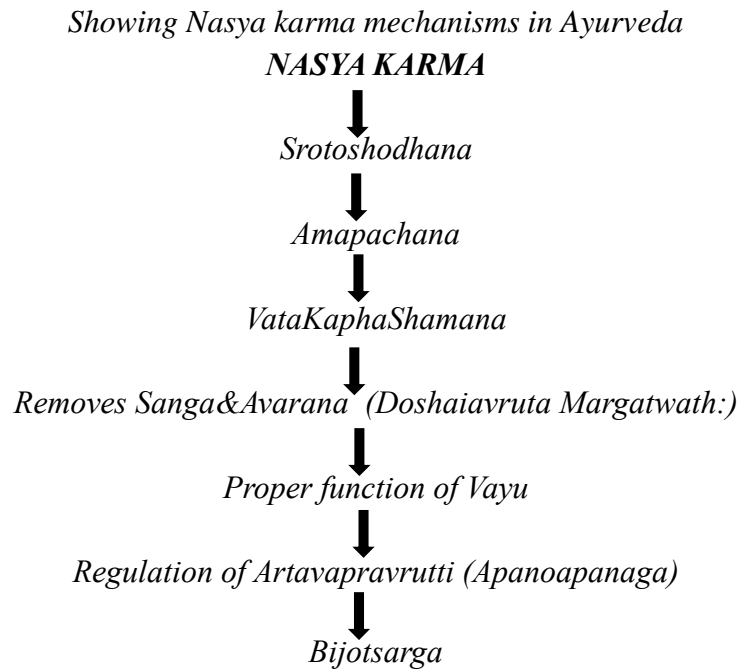 Showing Nasya karma mechanisms in Ayurveda
NASYA KARMA
Srotoshodhana
Amapachana
VataKaphaShamana
Removes Sanga&Avarana (Doshaiavruta Margatwath:)
Proper function of Vayu
Regulation of Artavapravrutti (Apanoapanaga)
Bijotsarga